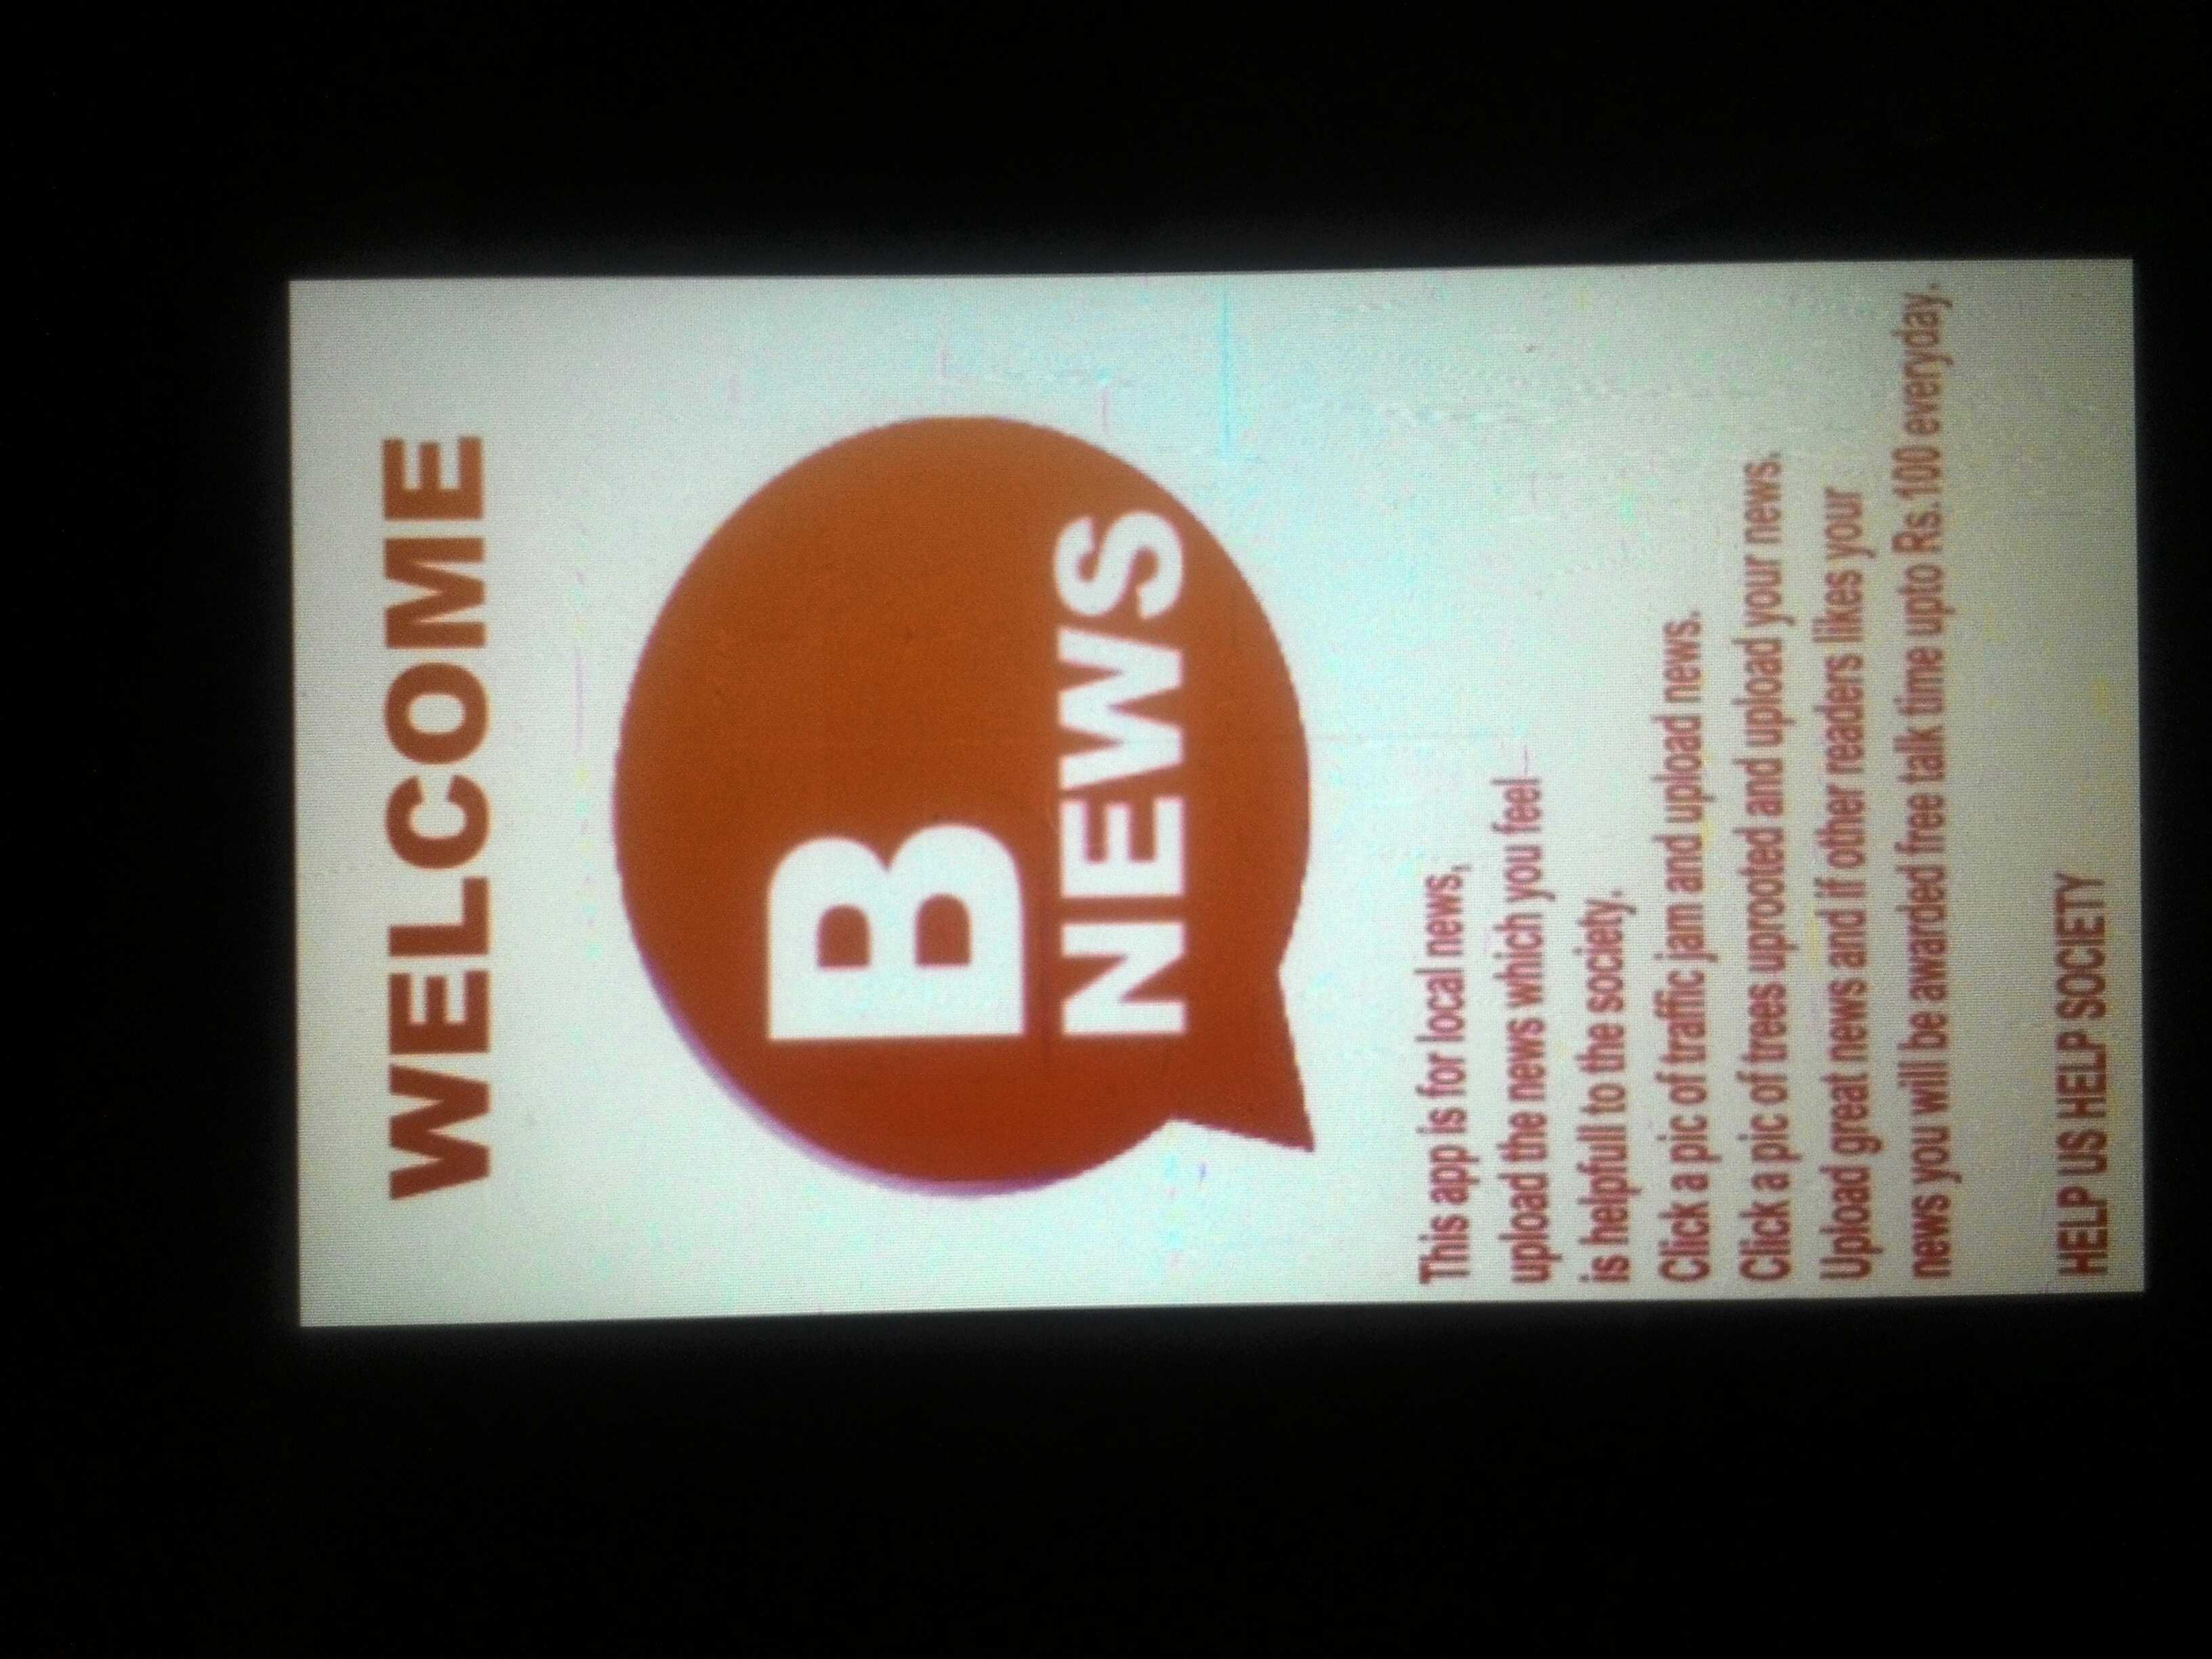 WELCOME
B
NEWS
This app is for local news,
upload the news which you feel
is helpfull to the society.
Click a pic of traffic jam and upload news.
Click a pic of trees uprooted and upload your news.
Upload great news and if other readers likes your
news you will be awarded free talk time upto Rs.100 everyday.
HELP US HELP SOCIETY